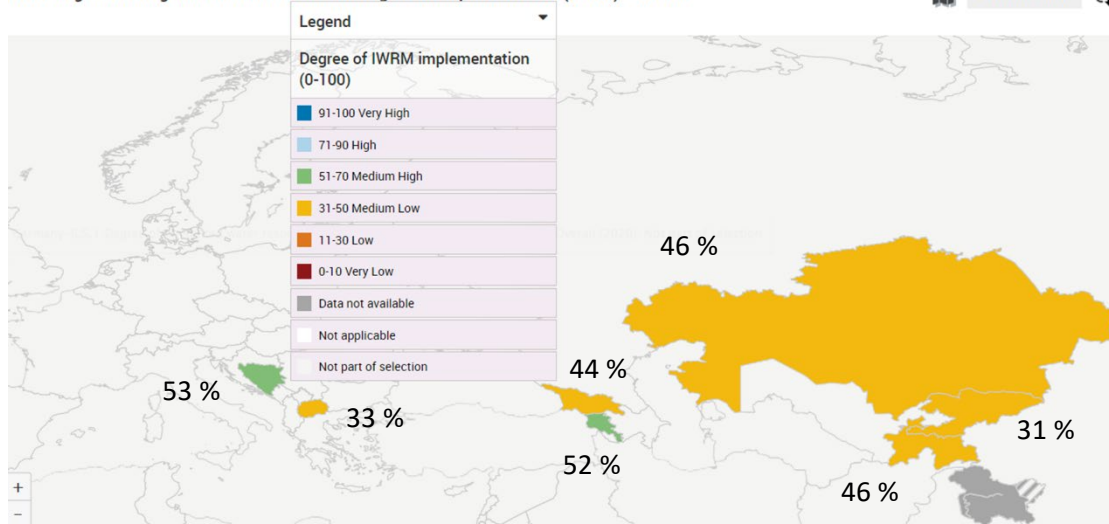 Legend
Degree of IWRM implementation
(0-100)
91-100 Very High
71-90 High
51-70 Medium High
31-50 Medium Low
11-30 Low
0-10 Very Low
Data not available
Not applicable
Not part of selection
46 %
44 %
53 %
33 %
31 %
52 %
46 %
+
−